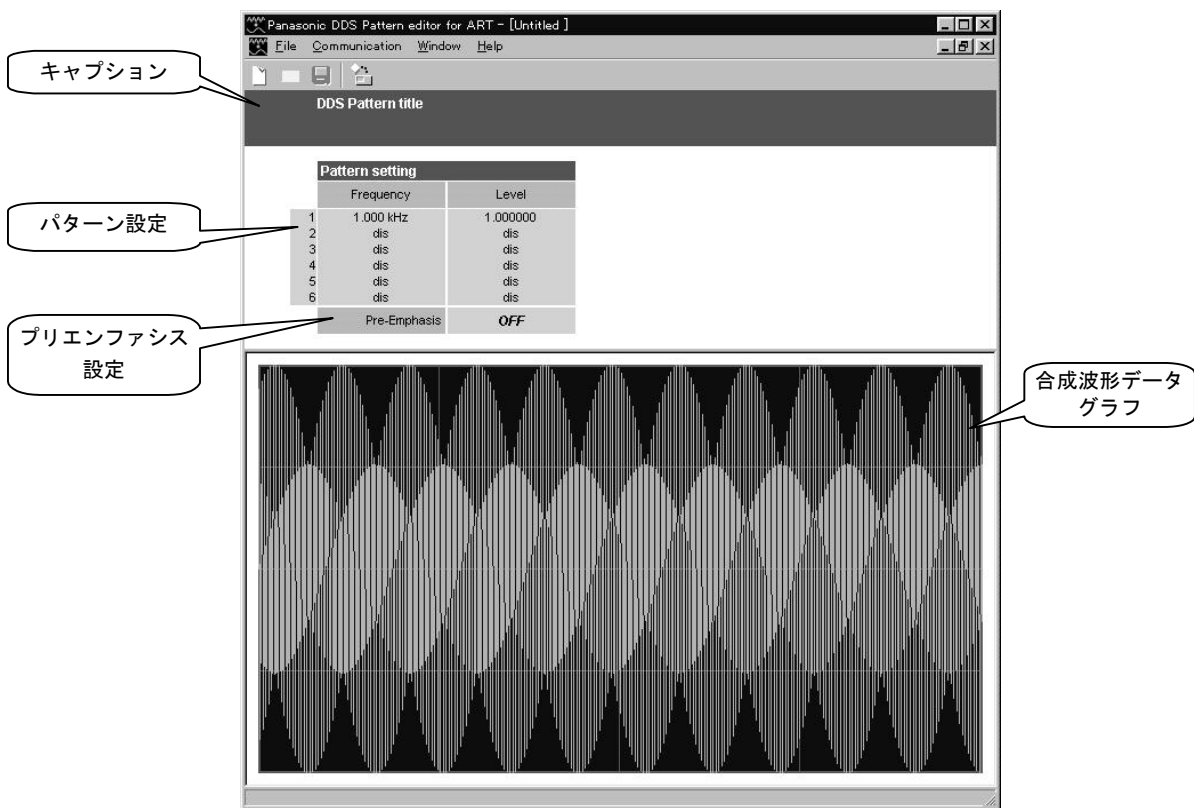 Panasonic DDS Pattern editor for ART - [Untitled ]
File Communication Window Help
キャプション
DDS Pattern title
Pattern setting
Frequency Level
パターン設定
1 1.000 kHz 1.000000
2 dis dis
3 dis dis
4 dis dis
5 dis dis
6 dis dis
プリエンファシス
設定
Pre-Emphasis OFF
合成波形データ
グラフ